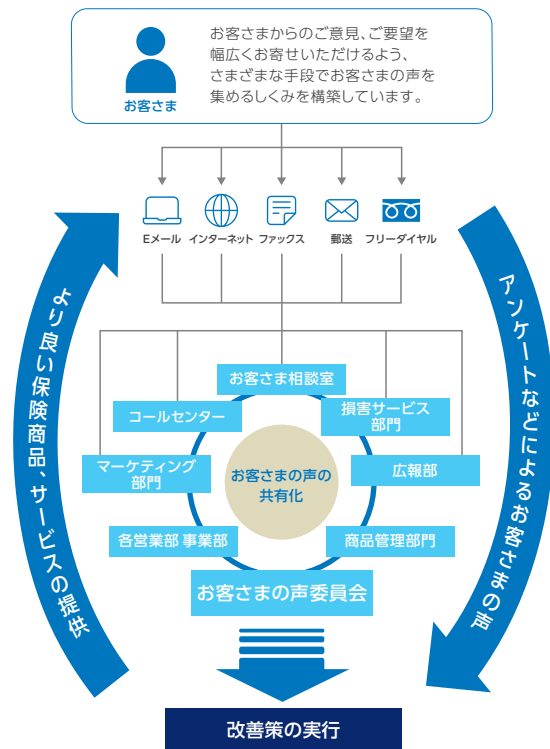 お客さまからのご意見、ご要望を
幅広くお寄せいただけるよう、
さまざまな手段でお客さまの声を
集めるしくみを構築しています。
お客さま
Eメール
インターネット
ファックス
郵送
フリーダイヤル
より良い保険商品、サービスの提供
アンケートなどによるお客さまの声
お客さま相談室
コールセンター
損害サービス
部門
マーケティング
部門
お客さまの声の
共有化
広報部
各営業部 事業部
商品管理部門
お客さまの声委員会
改善策の実行